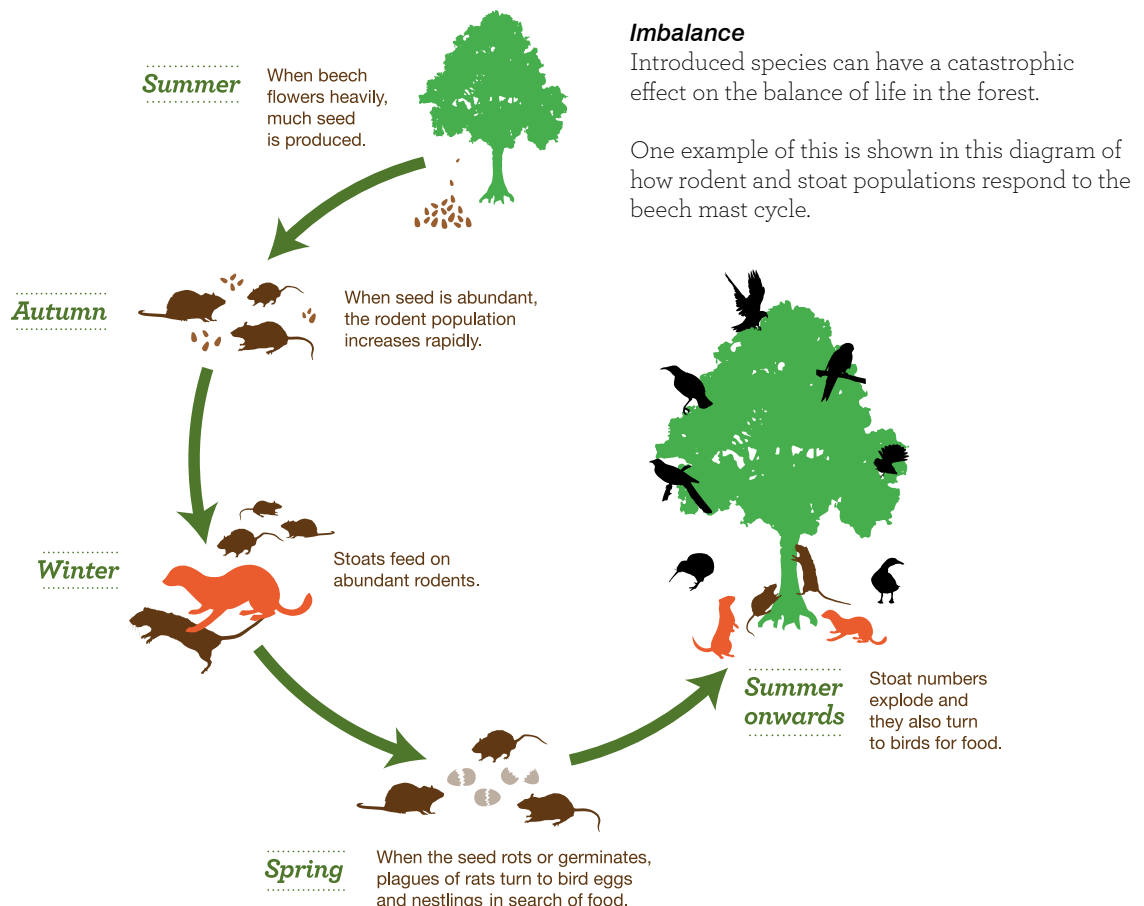 Imbalance
Introduced species can have a catastrophic
effect on the balance of life in the forest.
One example of this is shown in this diagram of
how rodent and stoat populations respond to the
beech mast cycle.
Summer
When beech
flowers heavily,
much seed
is produced.
Autumn
When seed is abundant,
the rodent population
increases rapidly.
Winter
Stoats feed on
abundant rodents.
Spring
When the seed rots or germinates,
plagues of rats turn to bird eggs
and nestlings in search of food.
Summer
onwards
Stoat numbers
explode and
they also turn
to birds for food.